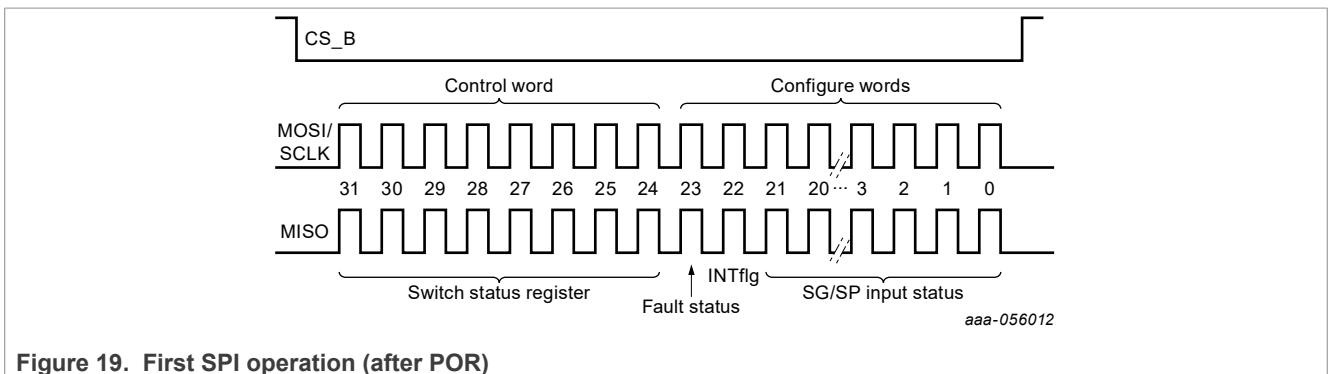 CS_B
Control word Configure words
MOSI/
SCLK
31 30 29 28 27 26 25 24 23 22 21 20 ... 3 2 1 0
MISO
INTflg
Switch status register SG/SP input status
Fault status
aaa-056012
Figure 19. First SPI operation (after POR)